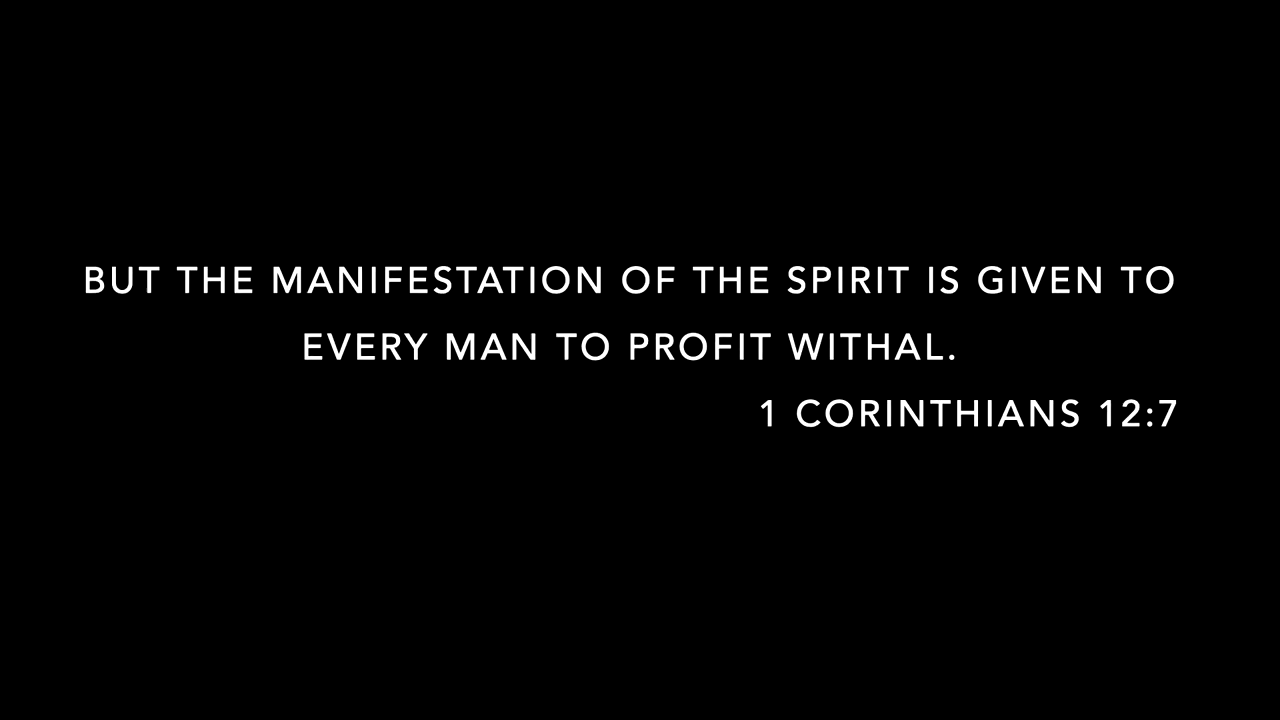 BUT THE MANIFESTATION OF THE SPIRIT IS GIVEN TO
EVERY MAN TO PROFIT WITHAL.
1 CORINTHIANS 12:7